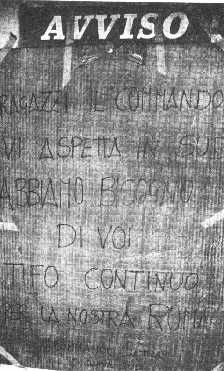 AVVISO
RAGAZZI IL COMMANDO
VI ASPETTA IN SUD
ABBIAMO BISOGNO
DI VOI
TIFO CONTINUO
PER LA NOSTRA ROMA